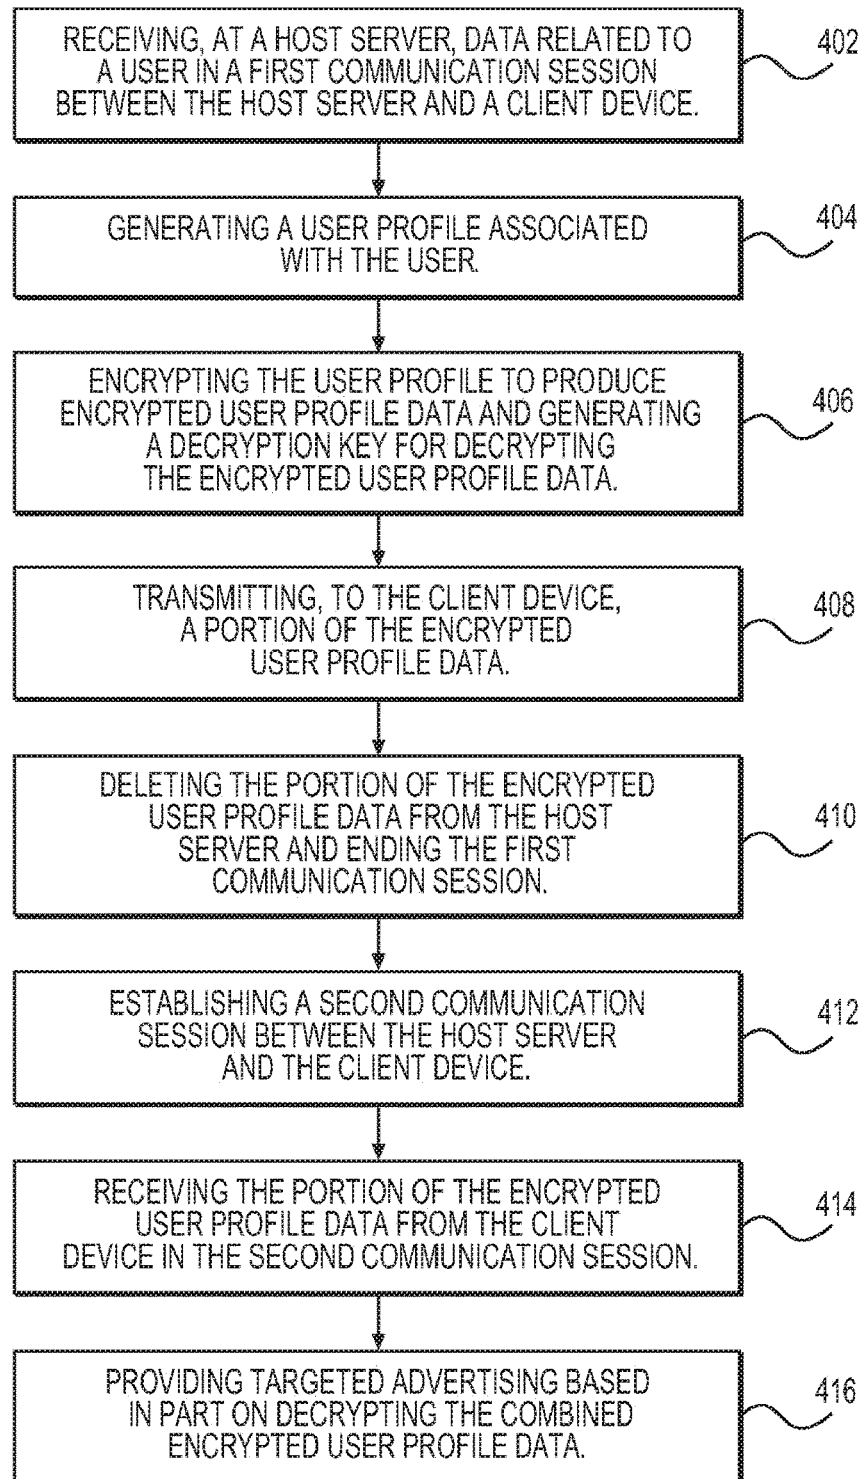 RECEIVING, AT A HOST SERVER, DATA RELATED TO
A USER IN A FIRST COMMUNICATION SESSION
BETWEEN THE HOST SERVER AND A CLIENT DEVICE.
402
GENERATING A USER PROFILE ASSOCIATED
WITH THE USER.
404
ENCRYPTING THE USER PROFILE TO PRODUCE
ENCRYPTED USER PROFILE DATA AND GENERATING
A DECRYPTION KEY FOR DECRYPTING
THE ENCRYPTED USER PROFILE DATA.
406
TRANSMITTING, TO THE CLIENT DEVICE,
A PORTION OF THE ENCRYPTED
USER PROFILE DATA.
408
DELETING THE PORTION OF THE ENCRYPTED
USER PROFILE DATA FROM THE HOST
SERVER AND ENDING THE FIRST
COMMUNICATION SESSION.
410
ESTABLISHING A SECOND COMMUNICATION
SESSION BETWEEN THE HOST SERVER
AND THE CLIENT DEVICE.
412
RECEIVING THE PORTION OF THE ENCRYPTED
USER PROFILE DATA FROM THE CLIENT
DEVICE IN THE SECOND COMMUNICATION SESSION.
414
PROVIDING TARGETED ADVERTISING BASED
IN PART ON DECRYPTING THE COMBINED
ENCRYPTED USER PROFILE DATA.
416